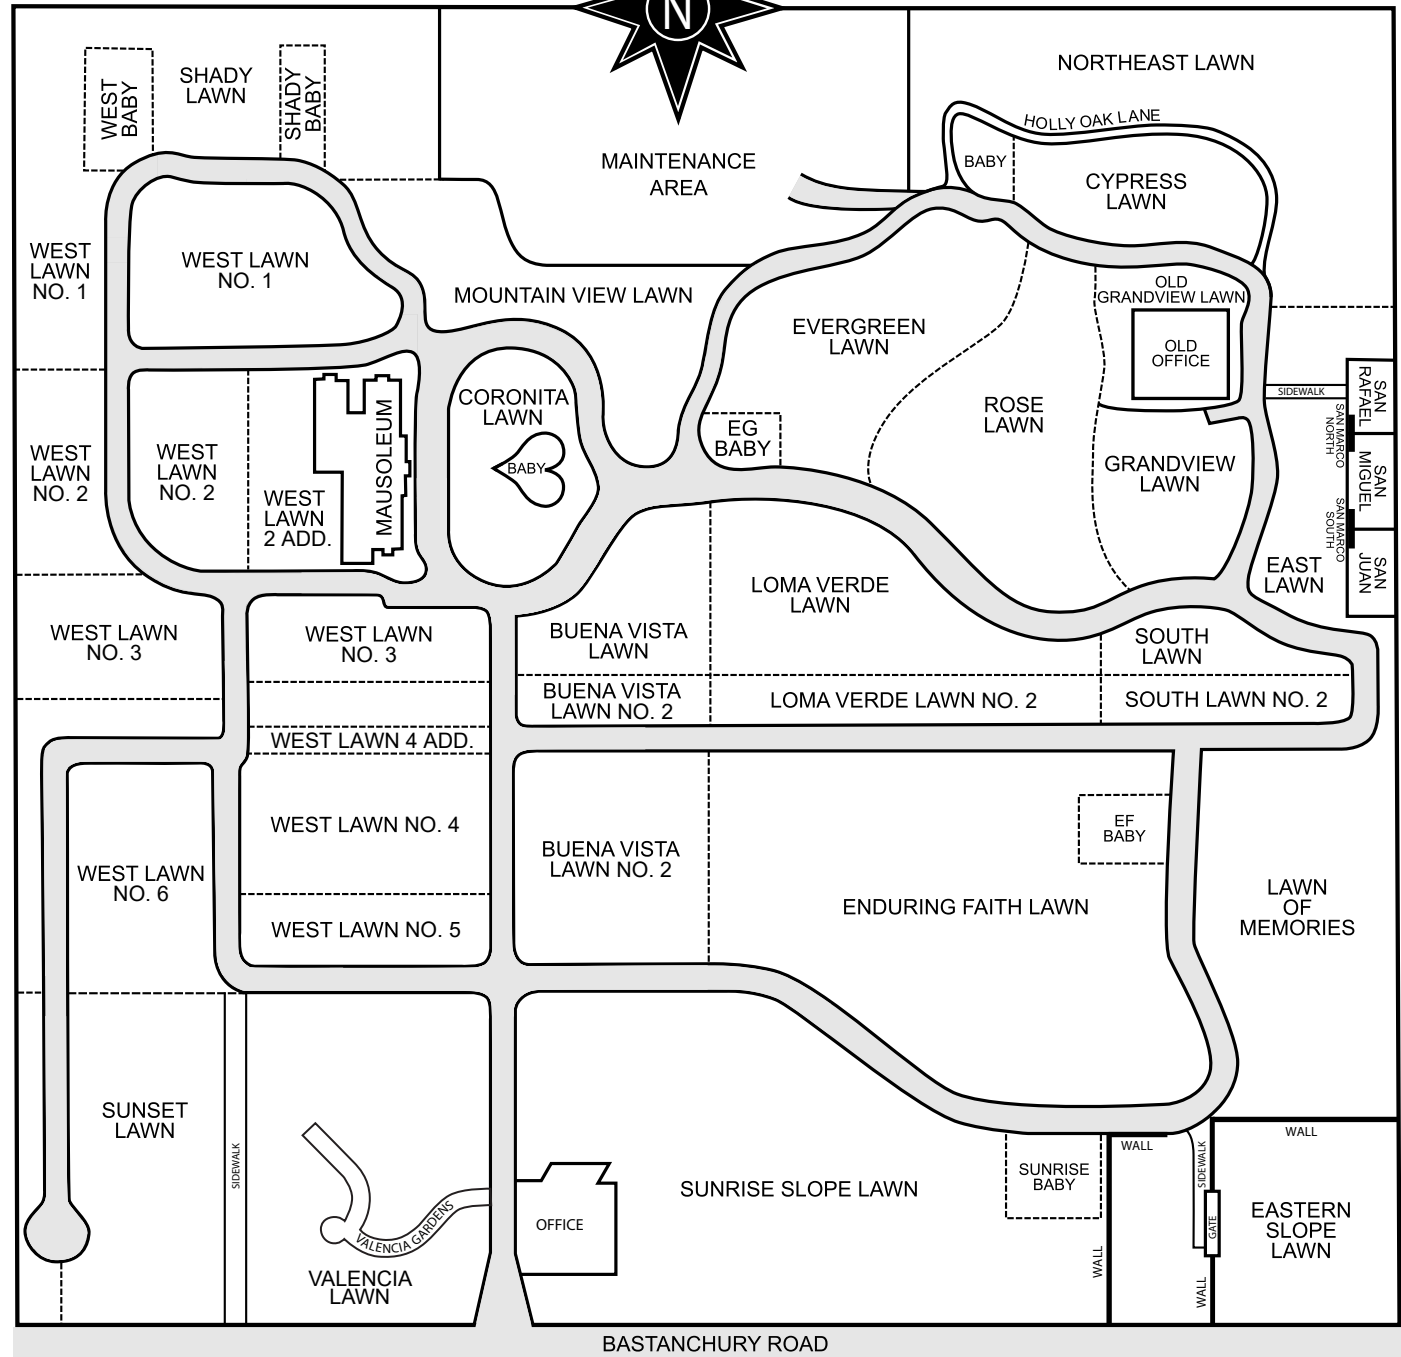 N
NORTHEAST LAWN
SHADY
LAWN
WEST
BABY
SHADY
BABY
HOLLY OAK LANE
MAINTENANCE
AREA
BABY
CYPRESS
LAWN
WEST
LAWN
NO. 1
WEST LAWN
NO. 1
MOUNTAIN VIEW LAWN
OLD
GRANDVIEW LAWN
EVERGREEN
LAWN
OLD
OFFICE
SIDEWALK
SAN
RAFAEL
CORONITA
LAWN
ROSE
LAWN
SAN MARCO
NORTH
MAUSOLEUM
EG
BABY
BABY
WEST
LAWN
NO. 2
WEST
LAWN
NO. 2
GRANDVIEW
LAWN
SAN
MIGUEL
WEST
LAWN
2 ADD.
SAN MARCO
SOUTH
EAST
LAWN
SAN
JUAN
LOMA VERDE
LAWN
WEST LAWN
NO. 3
WEST LAWN
NO. 3
BUENA VISTA
LAWN
SOUTH
LAWN
BUENA VISTA
LAWN NO. 2
LOMA VERDE LAWN NO. 2
SOUTH LAWN NO. 2
WEST LAWN 4 ADD.
WEST LAWN NO. 4
EF
BABY
BUENA VISTA
LAWN NO. 2
WEST LAWN
NO. 6
ENDURING FAITH LAWN
LAWN
OF
MEMORIES
WEST LAWN NO. 5
SUNSET
LAWN
SIDEWALK
WALL
WALL
SIDEWALK
SUNRISE
BABY
SUNRISE SLOPE LAWN
OFFICE
VALENCIA GARDENS
GATE
EASTERN
SLOPE
LAWN
WALL
WALL
VALENCIA
LAWN
BASTANCHURY ROAD